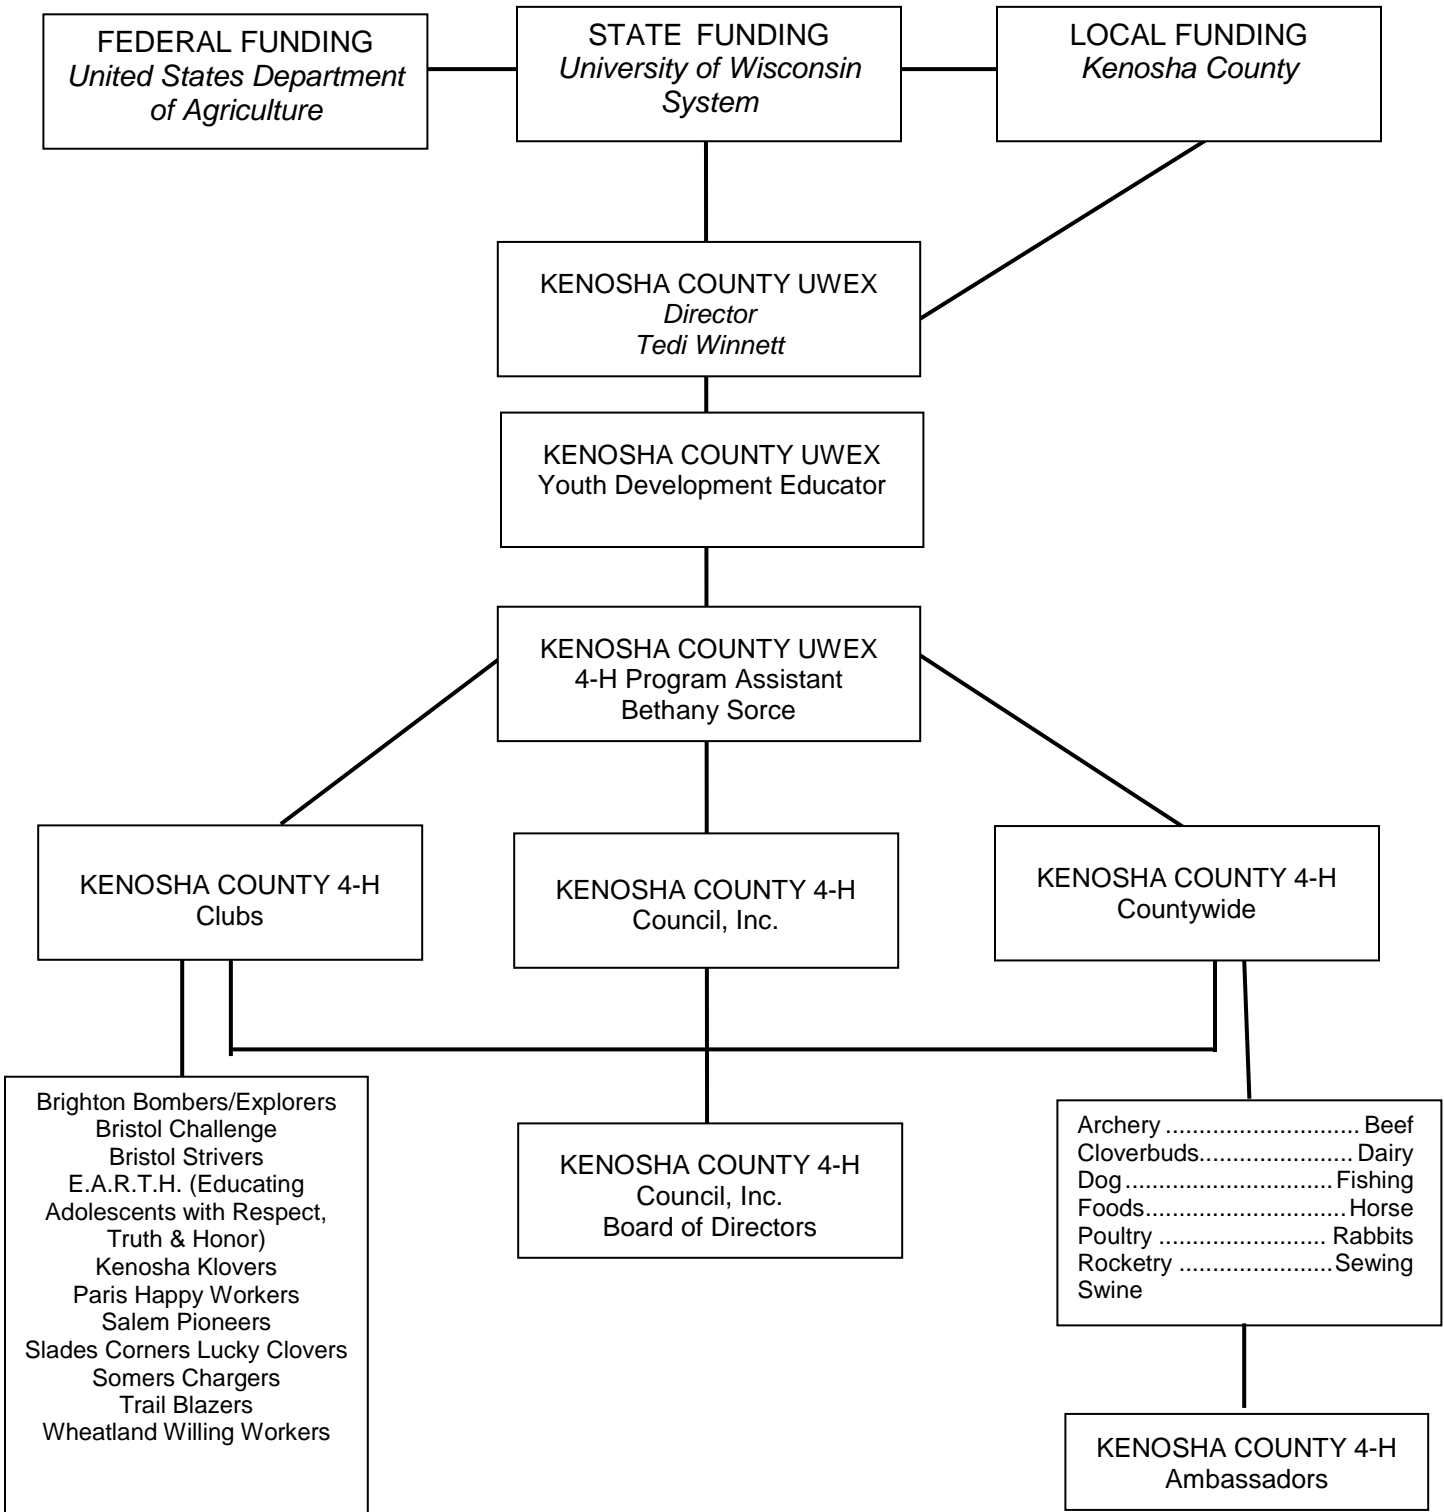 FEDERAL FUNDING
United States Department
of Agriculture
STATE FUNDING
University of Wisconsin
System
LOCAL FUNDING
Kenosha County
KENOSHA COUNTY UWEX
Director
Tedi Winnett
KENOSHA COUNTY UWEX
Youth Development Educator
KENOSHA COUNTY UWEX
4-H Program Assistant
Bethany Sorce
KENOSHA COUNTY 4-H
Clubs
KENOSHA COUNTY 4-H
Council, Inc.
KENOSHA COUNTY 4-H
Countywide
Brighton Bombers/Explorers
Bristol Challenge
Bristol Strivers
E.A.R.T.H. (Educating
Adolescents with Respect,
Truth & Honor)
Kenosha Klovers
Paris Happy Workers
Salem Pioneers
Slades Corners Lucky Clovers
Somers Chargers
Trail Blazers
Wheatland Willing Workers
KENOSHA COUNTY 4-H
Council, Inc.
Board of Directors
Archery ............................. Beef
Cloverbuds....................... Dairy
Dog ...............................Fishing
Foods..............................Horse
Poultry ......................... Rabbits
Rocketry .......................Sewing
Swine
KENOSHA COUNTY 4-H
Ambassadors